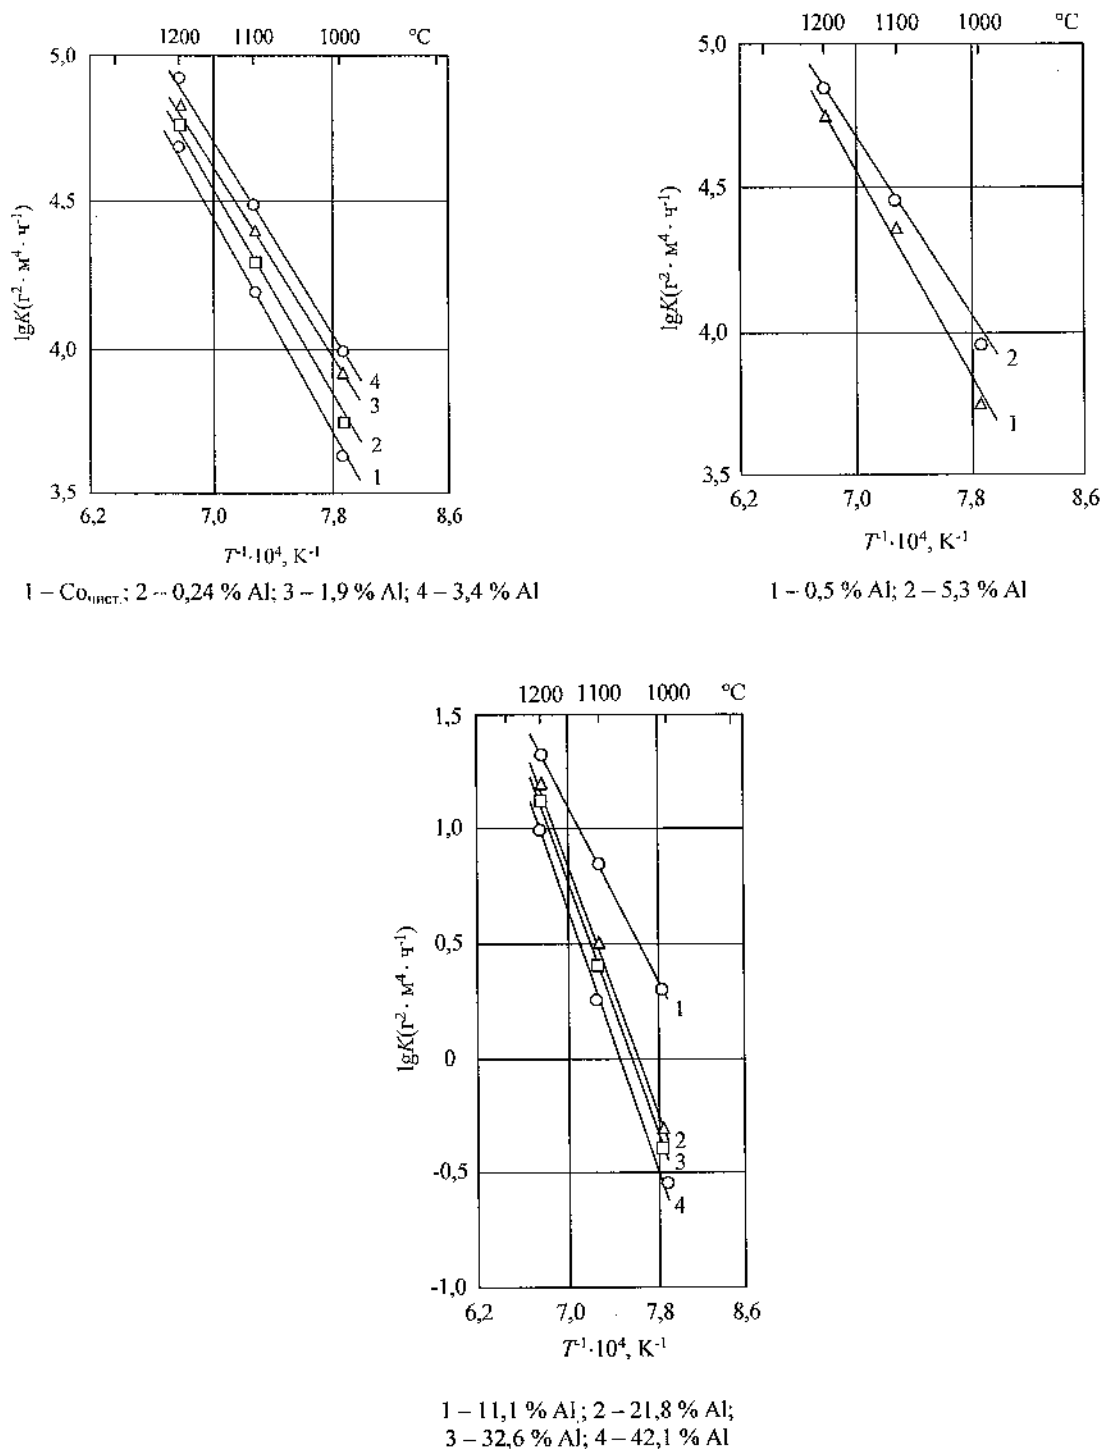 1200 1100 1000 °C
5,0
4,5
4,0
3,5
lgK(г² · м⁴ · ч⁻¹)
4
3
2
1
6,2 7,0 7,8 8,6
T⁻¹·10⁴, K⁻¹
1 – Coчист.; 2 – 0,24 % Al; 3 – 1,9 % Al; 4 – 3,4 % Al
1200 1100 1000 °C
5,0
4,5
4,0
3,5
lgK(г² · м⁴ · ч⁻¹)
2
1
6,2 7,0 7,8 8,6
T⁻¹·10⁴, K⁻¹
1 – 0,5 % Al; 2 – 5,3 % Al
1200 1100 1000 °C
1,5
1,0
0,5
0
-0,5
-1,0
lgK(г² · м⁴ · ч⁻¹)
1
2
3
4
6,2 7,0 7,8 8,6
T⁻¹·10⁴, K⁻¹
1 – 11,1 % Al ; 2 – 21,8 % Al;
3 – 32,6 % Al; 4 – 42,1 % Al